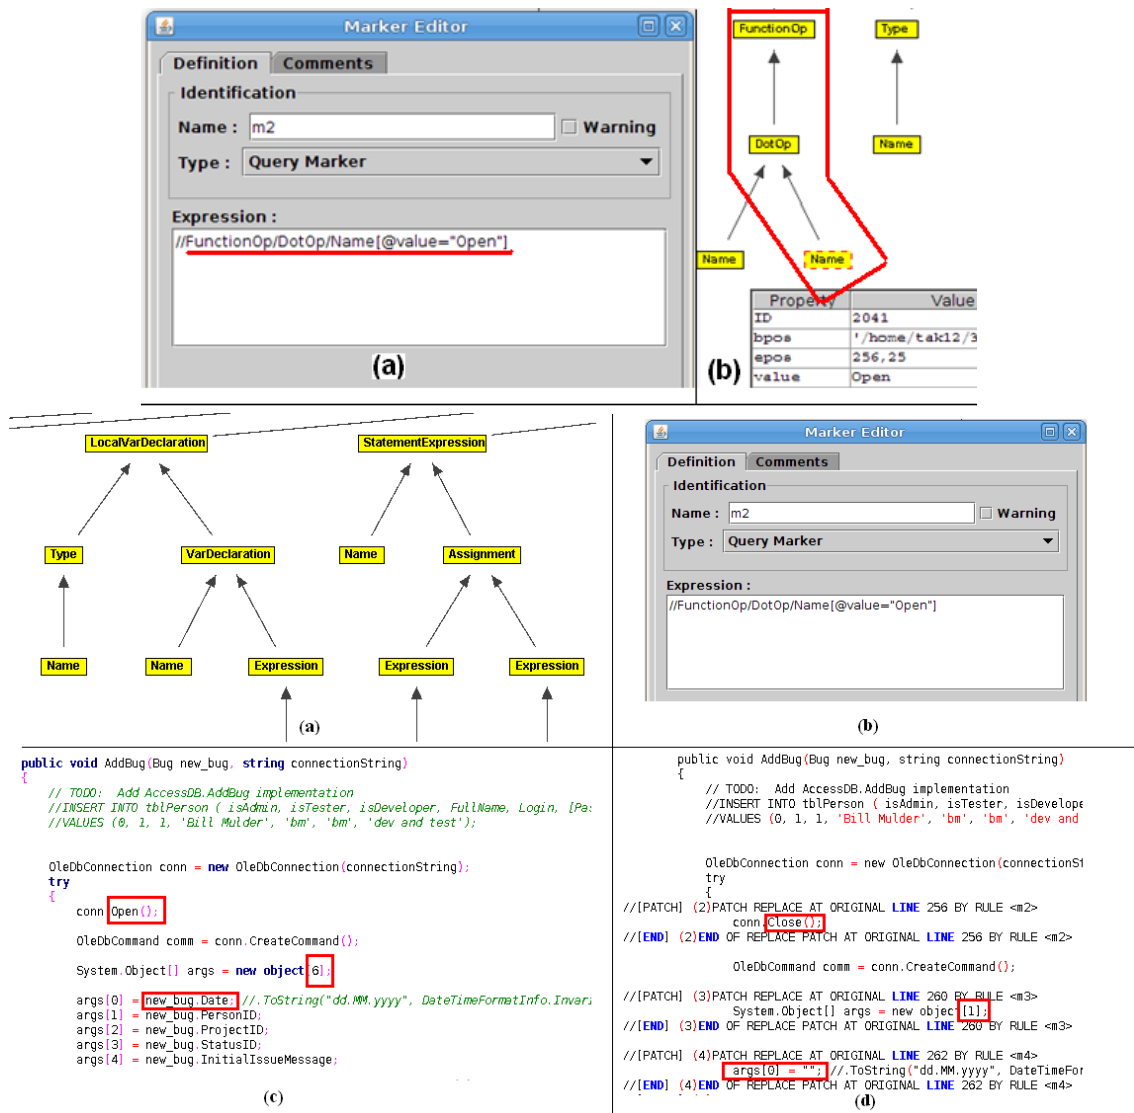 Marker Editor
Definition
Comments
Identification
Name :
m2
Warning
Type :
Query Marker
Expression :
//FunctionOp/DotOp/Name[@value="Open"]
(a)
FunctionOp
Type
DotOp
Name
Name
Name
Property
Value
ID
2041
bpos
'/home/tak12/3
epos
256,25
value
Open
(b)
LocalVarDeclaration
StatementExpression
Type
VarDeclaration
Name
Assignment
Name
Name
Expression
Expression
Expression
(a)
Marker Editor
Definition
Comments
Identification
Name :
m2
Warning
Type :
Query Marker
Expression :
//FunctionOp/DotOp/Name[@value="Open"]
(b)
public void AddBug(Bug new_bug, string connectionString)
{
// TODO:  Add AccessDB.AddBug implementation
//INSERT INTO tblPerson ( isAdmin, isTester, isDeveloper, FullName, Login, [Pas
//VALUES (0, 1, 1, 'Bill Mulder', 'bm', 'bm', 'dev and test');
OleDbConnection conn = new OleDbConnection(connectionString);
try
{
conn.Open();
OleDbCommand comm = conn.CreateCommand();
System.Object[] args = new object[6];
args[0] = new_bug.Date; //.ToString("dd.MM.yyyy", DateTimeFormatInfo.Invari
args[1] = new_bug.PersonID;
args[2] = new_bug.ProjectID;
args[3] = new_bug.StatusID;
args[4] = new_bug.InitialIssueMessage;
(c)
public void AddBug(Bug new_bug, string connectionString)
{
// TODO:  Add AccessDB.AddBug implementation
//INSERT INTO tblPerson ( isAdmin, isTester, isDevelope
//VALUES (0, 1, 1, 'Bill Mulder', 'bm', 'bm', 'dev and
OleDbConnection conn = new OleDbConnection(connectionSt
try
{
//[PATCH] (2)PATCH REPLACE AT ORIGINAL LINE 256 BY RULE <m2>
conn.Close();
//[END] (2)END OF REPLACE PATCH AT ORIGINAL LINE 256 BY RULE <m2>
OleDbCommand comm = conn.CreateCommand();
//[PATCH] (3)PATCH REPLACE AT ORIGINAL LINE 260 BY RULE <m3>
System.Object[] args = new object[1];
//[END] (3)END OF REPLACE PATCH AT ORIGINAL LINE 260 BY RULE <m3>
//[PATCH] (4)PATCH REPLACE AT ORIGINAL LINE 262 BY RULE <m4>
args[0] = ""; //.ToString("dd.MM.yyyy", DateTimeFor
//[END] (4)END OF REPLACE PATCH AT ORIGINAL LINE 262 BY RULE <m4>
(d)